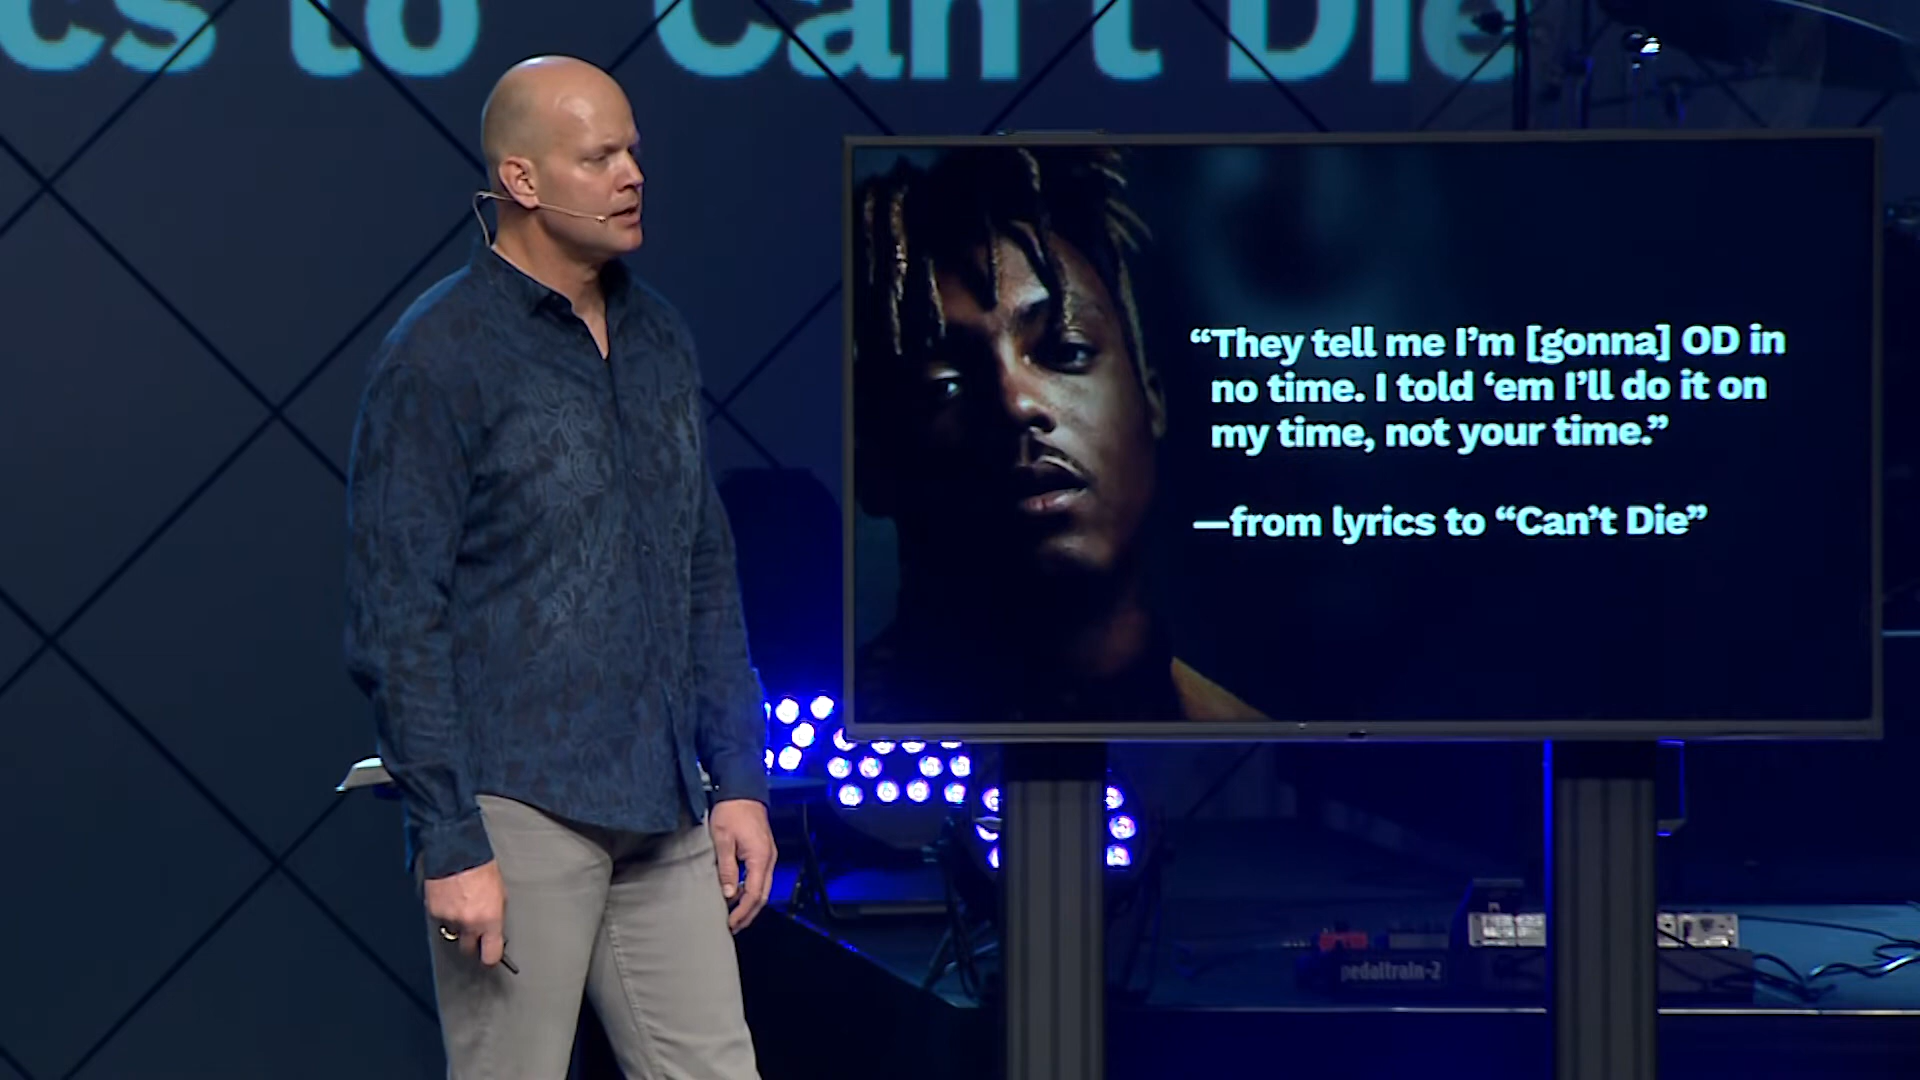 cs to "Can't Die
“They tell me I’m [gonna] OD in
no time. I told ‘em I’ll do it on
my time, not your time.”
—from lyrics to “Can’t Die”
pedaltrain-2